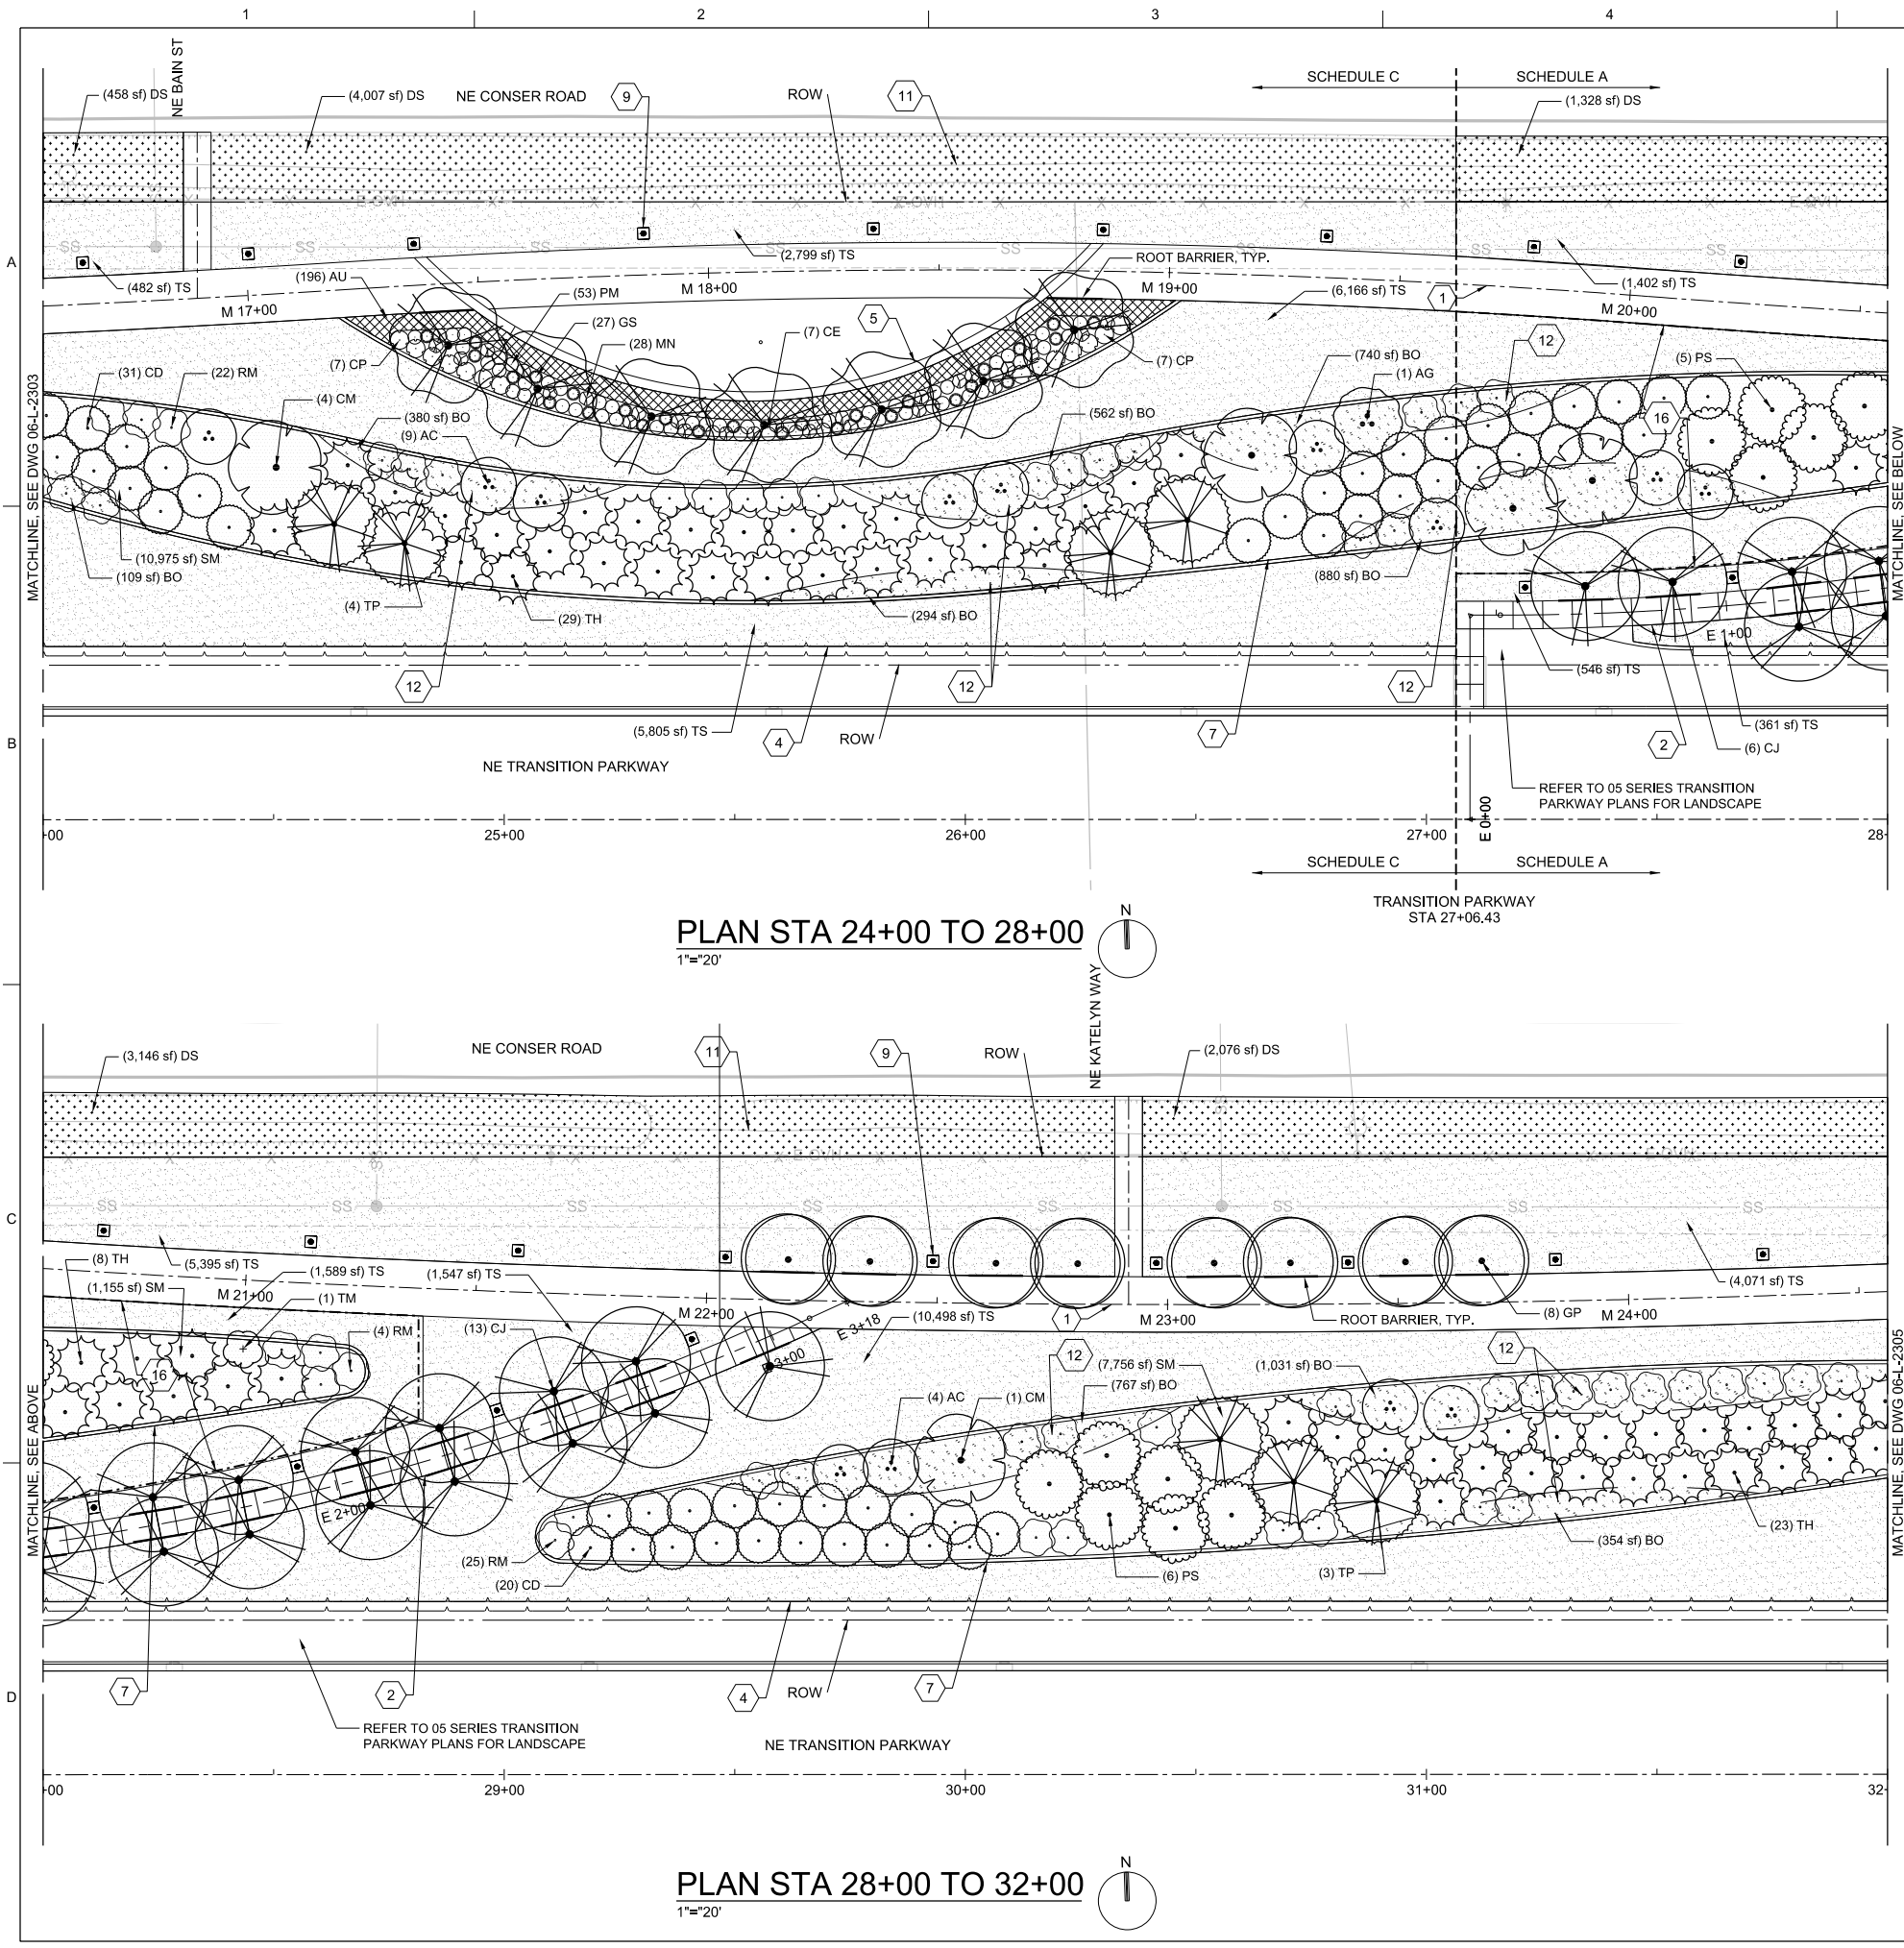 1
2
3
4
NE BAIN ST
(458 sf) DS
(4,007 sf) DS
NE CONSER ROAD
9
ROW
11
SCHEDULE C
SCHEDULE A
(1,328 sf) DS
X
E-OVH
SS
A
(482 sf) TS
(2,799 sf) TS
ROOT BARRIER, TYP.
(1,402 sf) TS
(196) AU
(53) PM
M 17+00
M 18+00
M 19+00
(6,166 sf) TS
1
M 20+00
(27) GS
(28) MN
(7) CE
5
(7) CP
(7) CP
12
(740 sf) BO
(5) PS
(31) CD
(22) RM
(1) AG
(4) CM
(380 sf) BO
(562 sf) BO
16
(9) AC
MATCHLINE, SEE DWG 06-L-2303
MATCHLINE, SEE BELOW
(10,975 sf) SM
(109 sf) BO
(4) TP
(29) TH
(294 sf) BO
(880 sf) BO
E 1+00
(546 sf) TS
12
12
12
(5,805 sf) TS
4
ROW
7
(361 sf) TS
2
(6) CJ
B
NE TRANSITION PARKWAY
REFER TO 05 SERIES TRANSITION
PARKWAY PLANS FOR LANDSCAPE
E 0+00
+00
25+00
26+00
27+00
28+
SCHEDULE C
SCHEDULE A
TRANSITION PARKWAY
STA 27+06.43
PLAN STA 24+00 TO 28+00
1"="20'
N
NE KATELYN WAY
(3,146 sf) DS
NE CONSER ROAD
11
9
ROW
(2,076 sf) DS
X
E-OVH
SS
C
(8) TH
(5,395 sf) TS
(1,589 sf) TS
(1,547 sf) TS
(4,071 sf) TS
(1,155 sf) SM
M 21+00
(1) TM
M 22+00
(10,498 sf) TS
1
M 23+00
ROOT BARRIER, TYP.
(8) GP
M 24+00
(4) RM
(13) CJ
E 3+18
3+00
12
(7,756 sf) SM
(767 sf) BO
(1,031 sf) BO
12
16
(4) AC
(1) CM
MATCHLINE, SEE ABOVE
MATCHLINE, SEE DWG 06-L-2305
E 2+00
(25) RM
(20) CD
(6) PS
(3) TP
(354 sf) BO
(23) TH
7
2
4
ROW
7
D
REFER TO 05 SERIES TRANSITION
PARKWAY PLANS FOR LANDSCAPE
NE TRANSITION PARKWAY
+00
29+00
30+00
31+00
32+
PLAN STA 28+00 TO 32+00
1"="20'
N